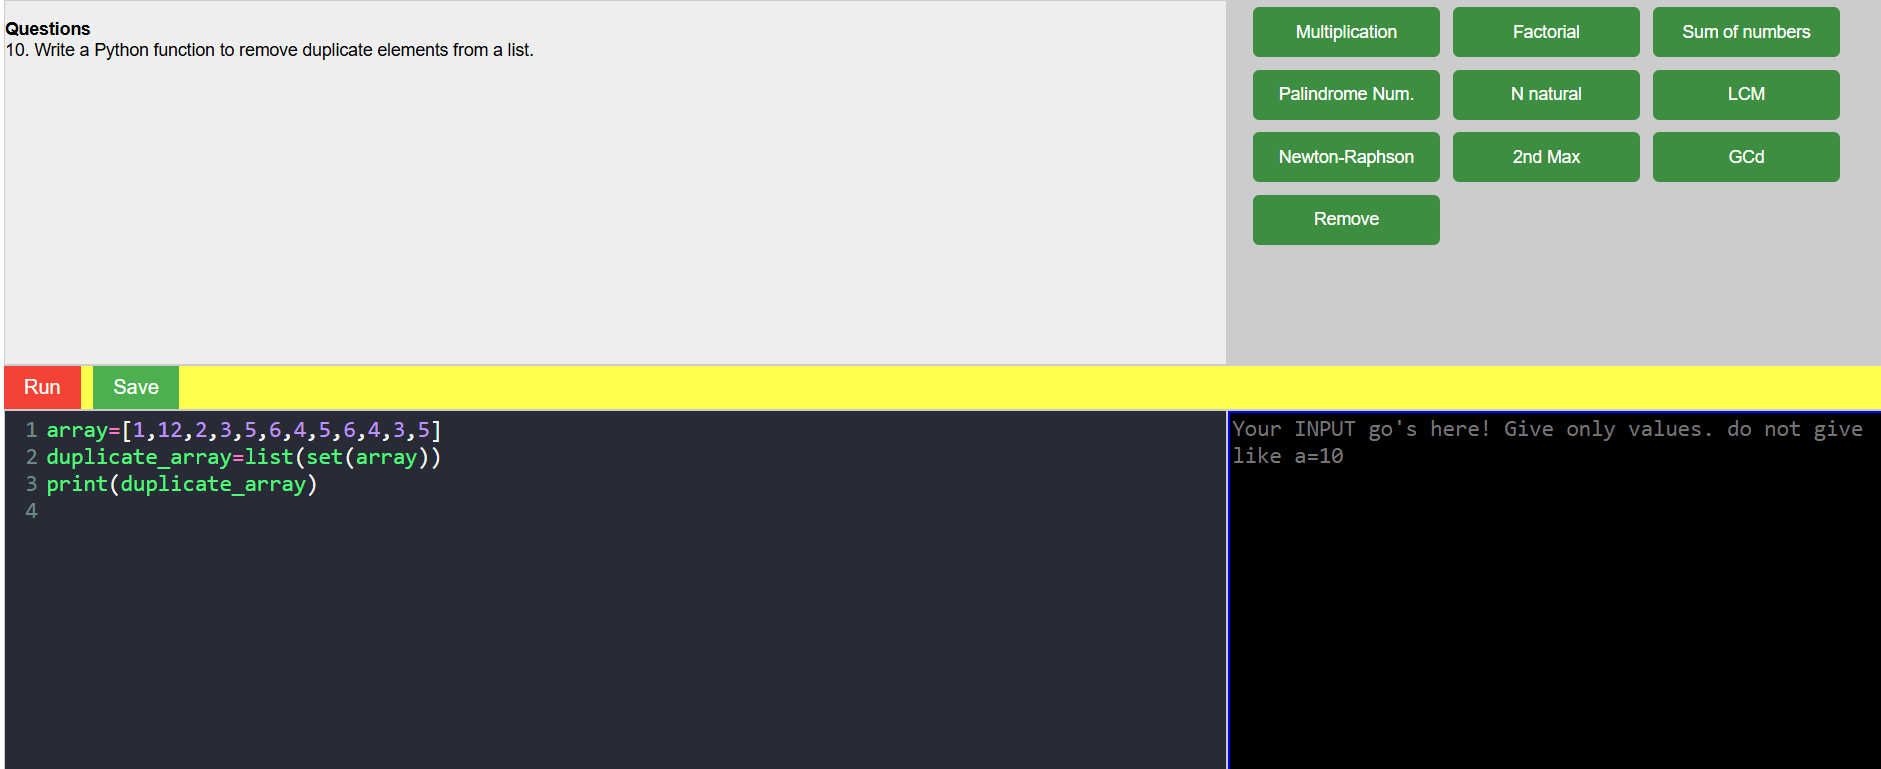 Questions
10. Write a Python function to remove duplicate elements from a list.
Multiplication
Factorial
Sum of numbers
Palindrome Num.
N natural
LCM
Newton-Raphson
2nd Max
GCd
Remove
Run
Save
1 array=[1,12,2,3,5,6,4,5,6,4,3,5]
2 duplicate_array=list(set(array))
3 print(duplicate_array)
4
Your INPUT go's here! Give only values. do not give
like a=10